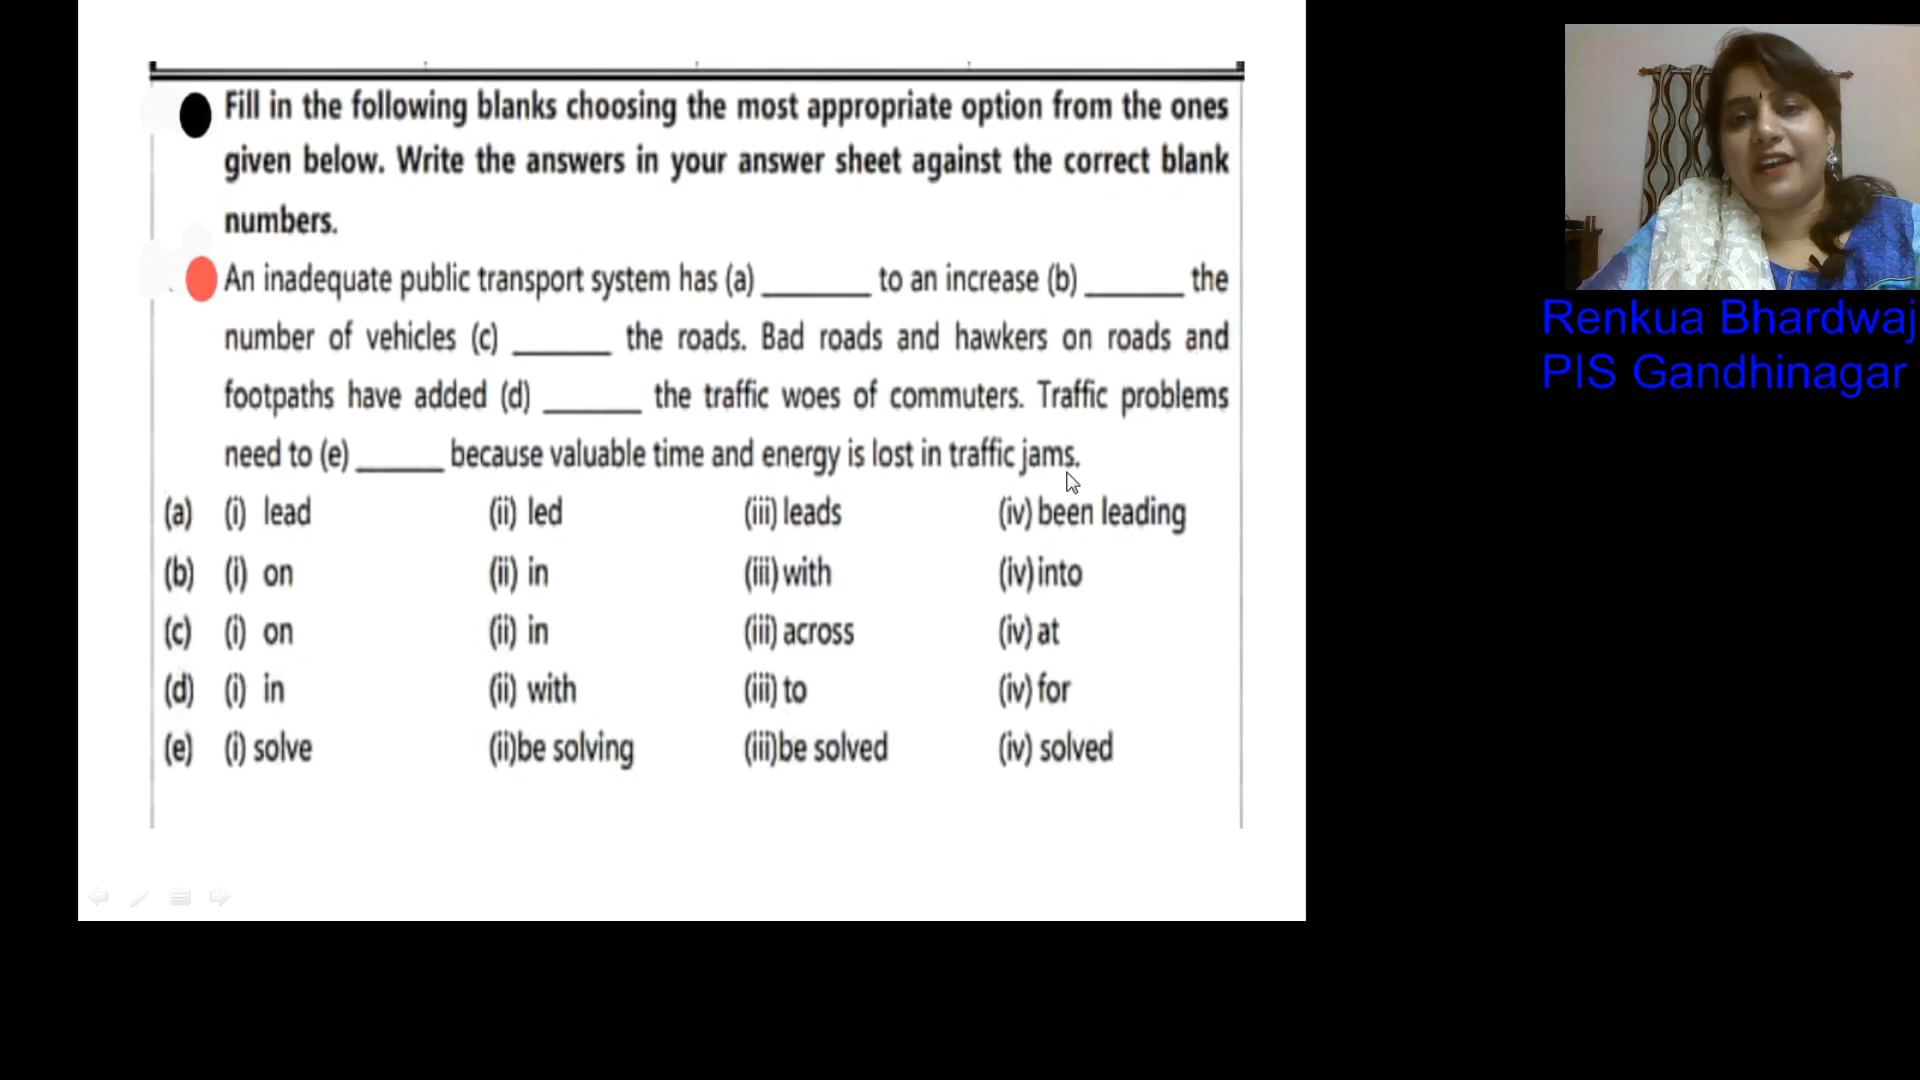 Fill in the following blanks choosing the most appropriate option from the ones
given below. Write the answers in your answer sheet against the correct blank
numbers.
An inadequate public transport system has (a) ________ to an increase (b) _______ the
number of vehicles (c) _______ the roads. Bad roads and hawkers on roads and
footpaths have added (d) _______ the traffic woes of commuters. Traffic problems
need to (e) ______ because valuable time and energy is lost in traffic jams.
(a) (i) lead (ii) led (iii) leads (iv) been leading
(b) (i) on (ii) in (iii) with (iv) into
(c) (i) on (ii) in (iii) across (iv) at
(d) (i) in (ii) with (iii) to (iv) for
(e) (i) solve (ii)be solving (iii)be solved (iv) solved
Renkua Bhardwaj
PIS Gandhinagar